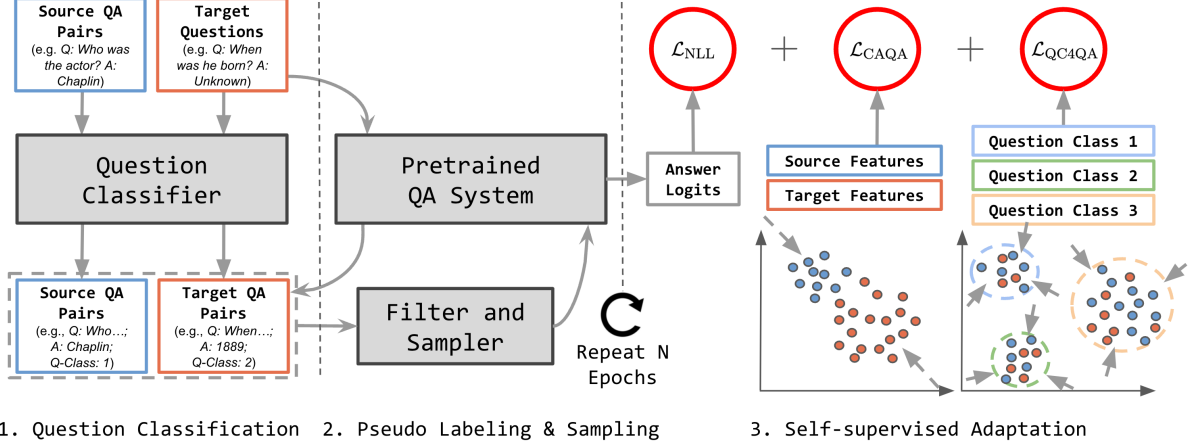 Source QA
Pairs
(e.g. Q: Who was
the actor? A:
Chaplin)
Target
Questions
(e.g. Q: When
was he born? A:
Unknown)
Question
Classifier
Source QA
Pairs
(e.g., Q: Who…;
A: Chaplin;
Q-Class: 1)
Target QA
Pairs
(e.g., Q: When…;
A: 1889;
Q-Class: 2)
1. Question Classification
Pretrained
QA System
Filter and
Sampler
Repeat N
Epochs
2. Pseudo Labeling & Sampling
ℒNLL + ℒCAQA + ℒQC4QA
Answer
Logits
Source Features
Target Features
Question Class 1
Question Class 2
Question Class 3
3. Self-supervised Adaptation